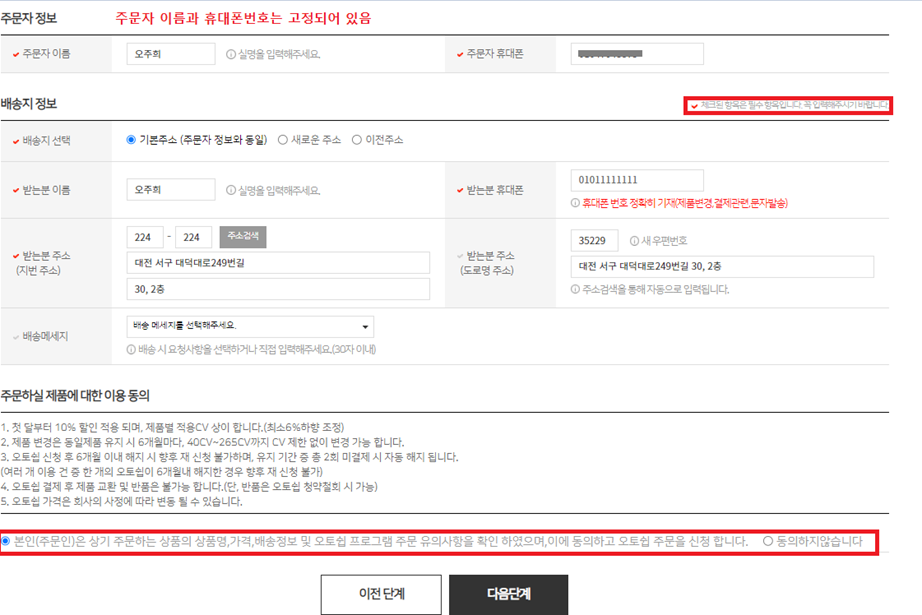 주문자 정보 주문자 이름과 휴대폰번호는 고정되어 있음
주문자 이름 오주희 실명을 입력해주세요. 주문자 휴대폰
배송지 정보 체크된 항목은 필수 항목입니다. 꼭 입력해주시기 바랍니다.
배송지 선택 기본주소 (주문자 정보와 동일) 새로운 주소 이전주소
받는분 이름 오주희 실명을 입력해주세요. 받는분 휴대폰 01011111111
휴대폰 번호 정확히 기재(제품변경,결제관련,문자발송)
받는분 주소 (지번 주소) 224 - 224 주소검색
대전 서구 대덕대로249번길
30, 2층
받는분 주소 (도로명 주소) 35229 새 우편번호
대전 서구 대덕대로249번길 30, 2층
주소검색을 통해 자동으로 입력됩니다.
배송메세지 배송 메세지를 선택해주세요.
배송 시 요청사항을 선택하거나 직접 입력해주세요.(30자 이내)
주문하실 제품에 대한 이용 동의
1. 첫 달부터 10% 할인 적용 되며, 제품별 적용CV 상이 합니다.(최소6%하향 조정)
2. 제품 변경은 동일제품 유지 시 6개월마다, 40CV~265CV까지 CV 제한 없이 변경 가능 합니다.
3. 오토쉽 신청 후 6개월 이내 해지 시 향후 재 신청 불가하며, 유지 기간 중 총 2회 미결제 시 자동 해지 됩니다.
(여러 개 이용 건 중 한 개의 오토쉽이 6개월내 해지한 경우 향후 재 신청 불가)
4. 오토쉽 결제 후 제품 교환 및 반품은 불가능 합니다.(단, 반품은 오토쉽 청약철회 시 가능)
5. 오토쉽 가격은 회사의 사정에 따라 변동 될 수 있습니다.
본인(주문인)은 상기 주문하는 상품의 상품명,가격,배송정보 및 오토쉽 프로그램 주문 유의사항을 확인 하였으며,이에 동의하고 오토쉽 주문을 신청 합니다. 동의하지않습니다
이전 단계 다음단계